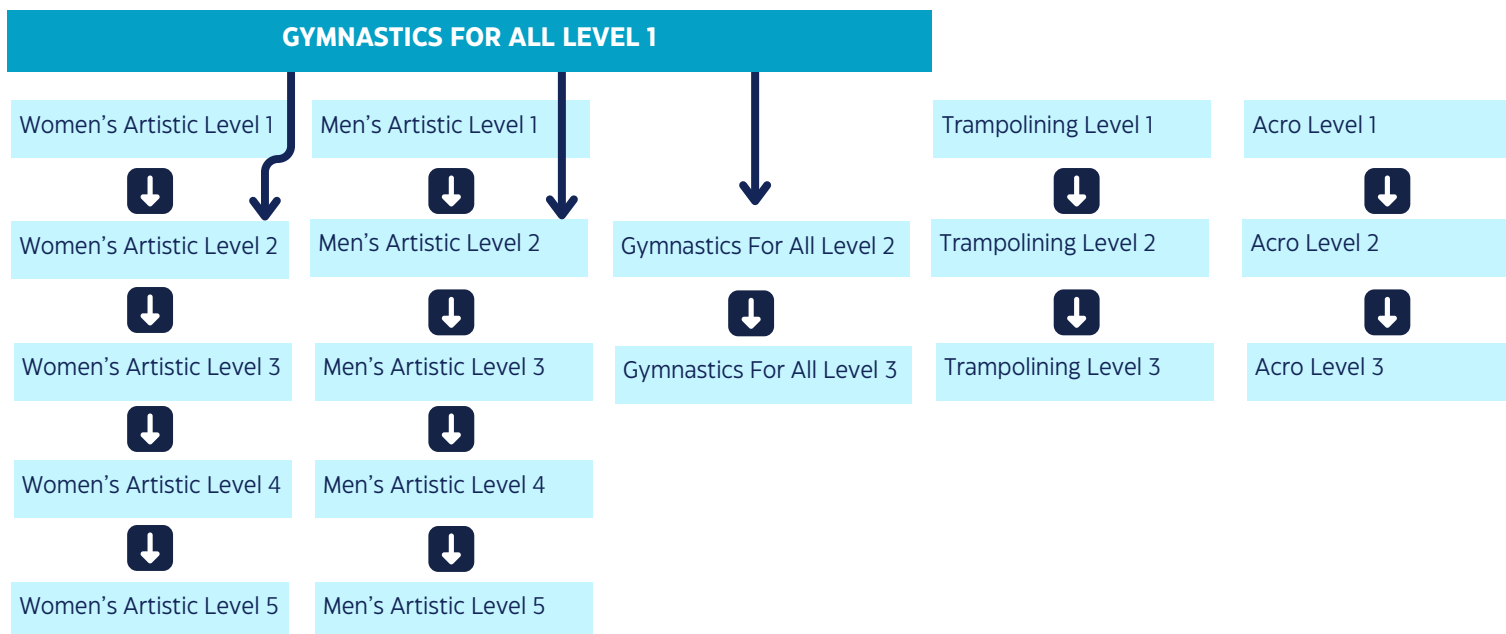 GYMNASTICS FOR ALL LEVEL 1
Women's Artistic Level 1
Men's Artistic Level 1
Trampolining Level 1
Acro Level 1
Women's Artistic Level 2
Men's Artistic Level 2
Gymnastics For All Level 2
Trampolining Level 2
Acro Level 2
Women's Artistic Level 3
Men's Artistic Level 3
Gymnastics For All Level 3
Trampolining Level 3
Acro Level 3
Women's Artistic Level 4
Men's Artistic Level 4
Women's Artistic Level 5
Men's Artistic Level 5